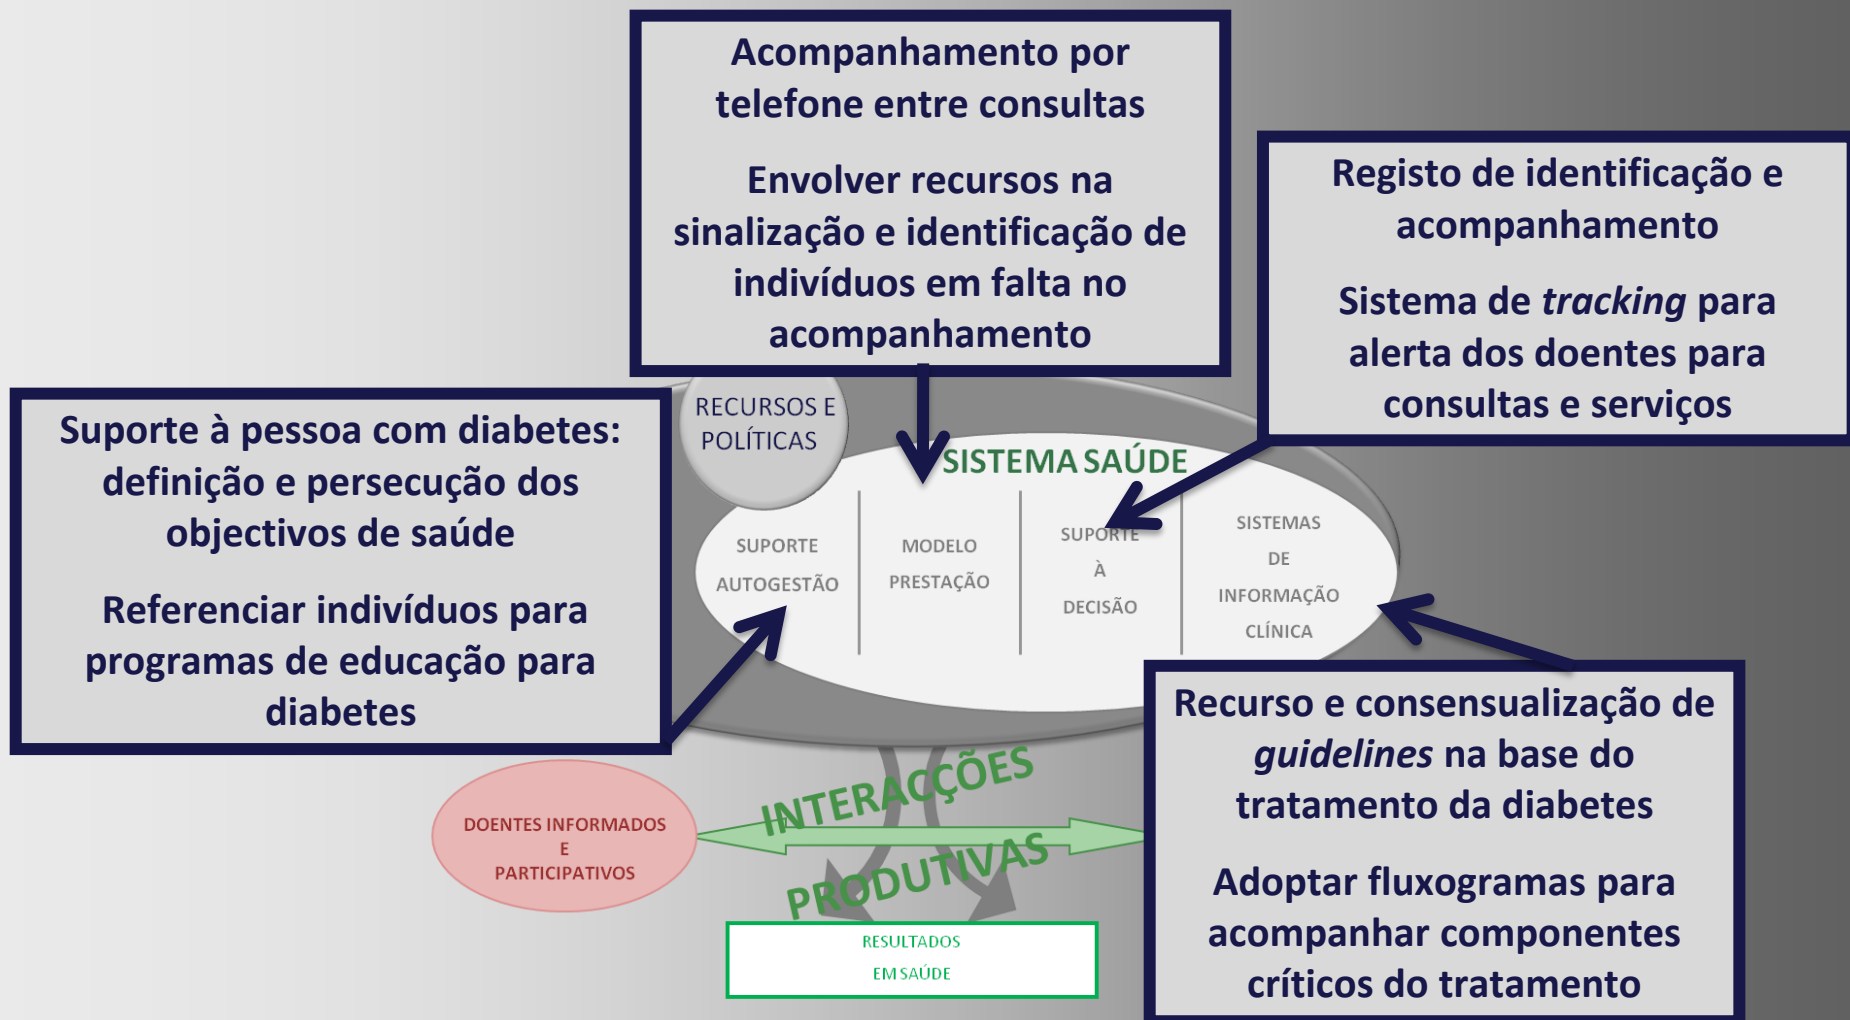 Acompanhamento por
telefone entre consultas
Envolver recursos na
sinalização e identificação de
indivíduos em falta no
acompanhamento
Registo de identificação e
acompanhamento
Sistema de tracking para
alerta dos doentes para
consultas e serviços
Suporte à pessoa com diabetes:
definição e persecução dos
objectivos de saúde
Referenciar indivíduos para
programas de educação para
diabetes
RECURSOS E
POLÍTICAS
SISTEMA SAÚDE
SUPORTE
AUTOGESTÃO
MODELO
PRESTAÇÃO
SUPORTE
À
DECISÃO
SISTEMAS
DE
INFORMAÇÃO
CLÍNICA
Recurso e consensualização de
guidelines na base do
tratamento da diabetes
Adoptar fluxogramas para
acompanhar componentes
críticos do tratamento
DOENTES INFORMADOS
E
PARTICIPATIVOS
INTERACÇÕES
PRODUTIVAS
RESULTADOS
EM SAÚDE